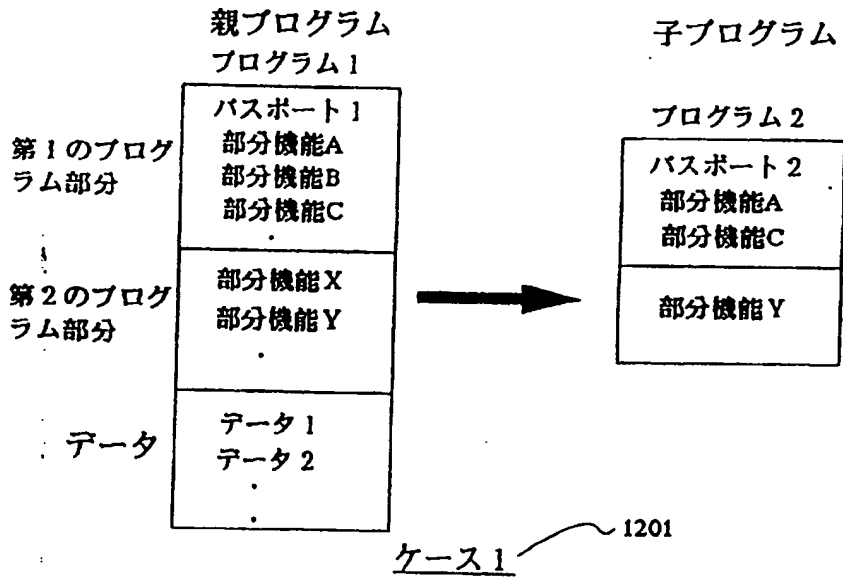 親プログラム
プログラム1
第1のプログ
ラム部分
パスポート1
部分機能A
部分機能B
部分機能C
第2のプログ
ラム部分
部分機能X
部分機能Y
データ
データ1
データ2
子プログラム
プログラム2
パスポート2
部分機能A
部分機能C
部分機能Y
ケース1
1201